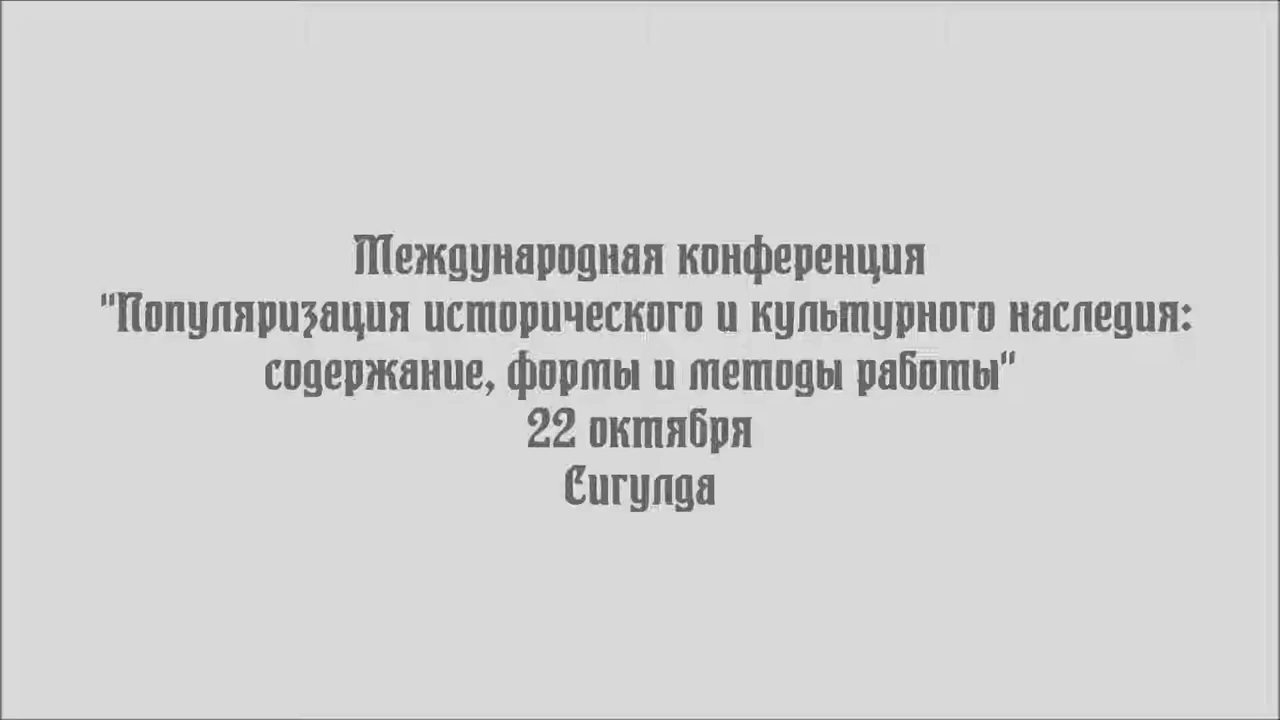 Международная конференция
"Популяризация исторического и культурного наследия:
содержание, формы и методы работы"
22 октября
Сигулда